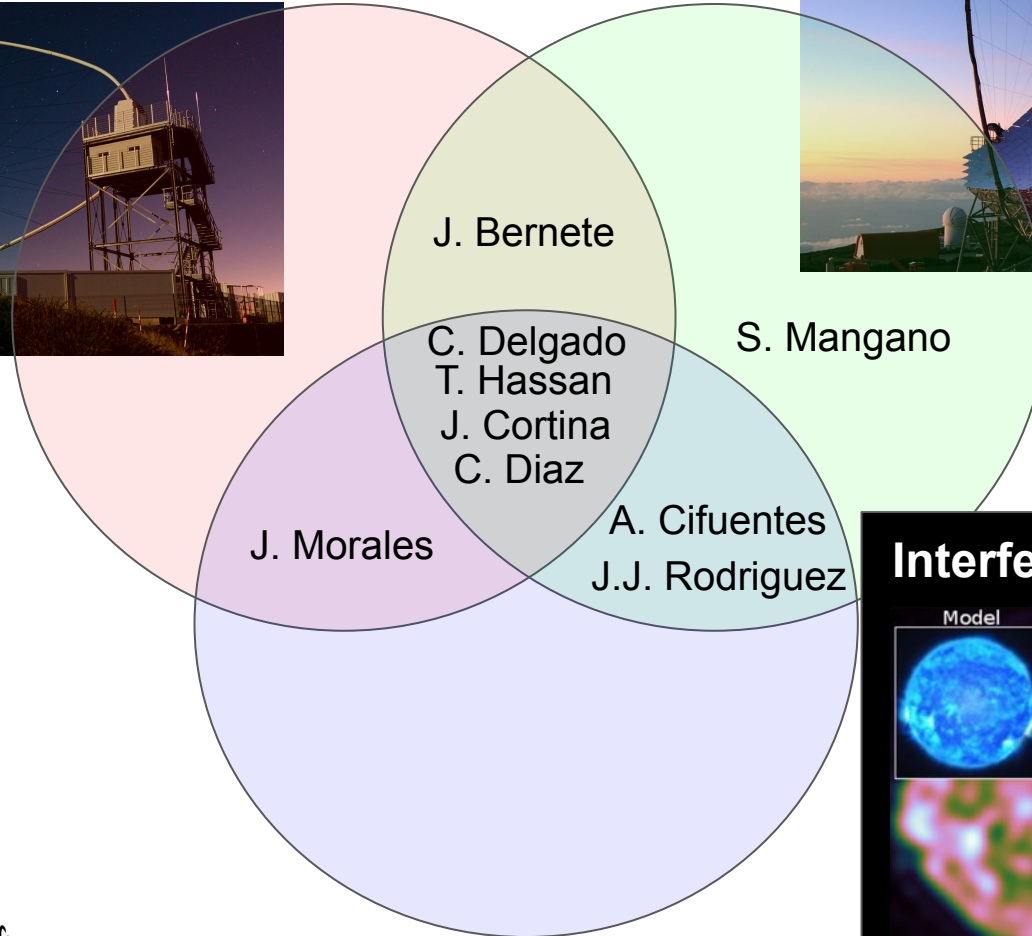 J. Bernete
C. Delgado
T. Hassan
J. Cortina
C. Diaz
S. Mangano
J. Morales
A. Cifuentes
J.J. Rodriguez
Interfe
Model